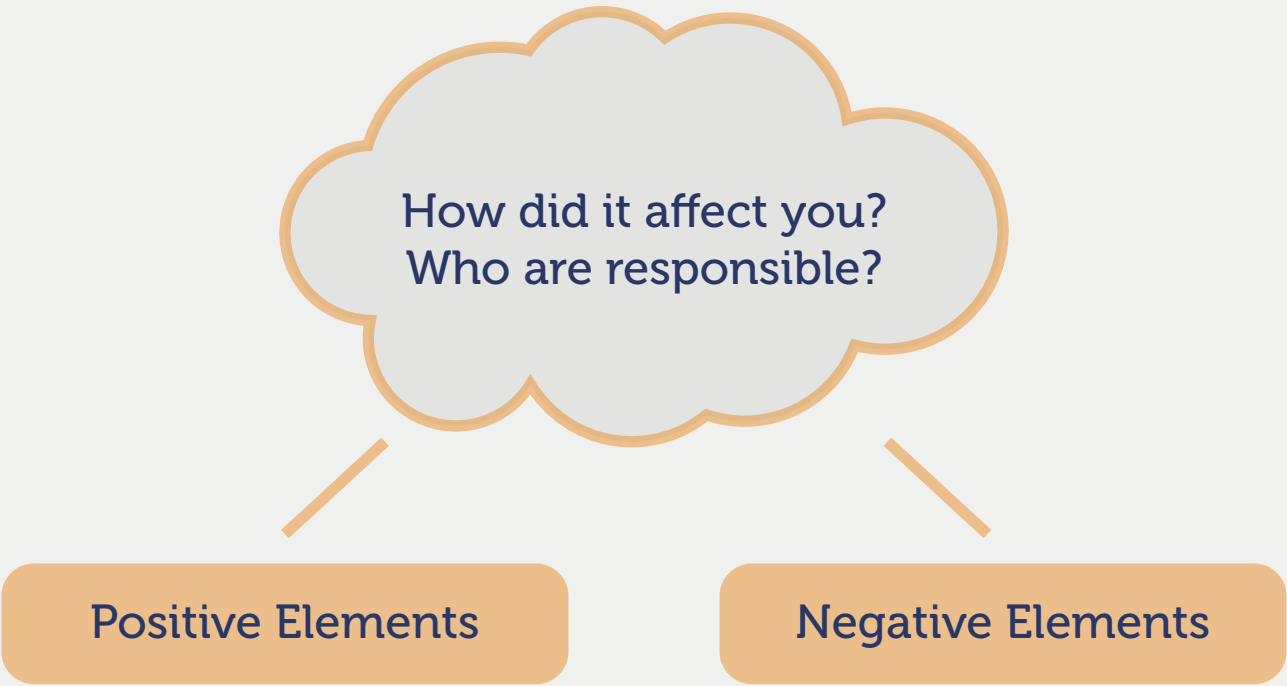 How did it affect you?
Who are responsible?
Positive Elements
Negative Elements